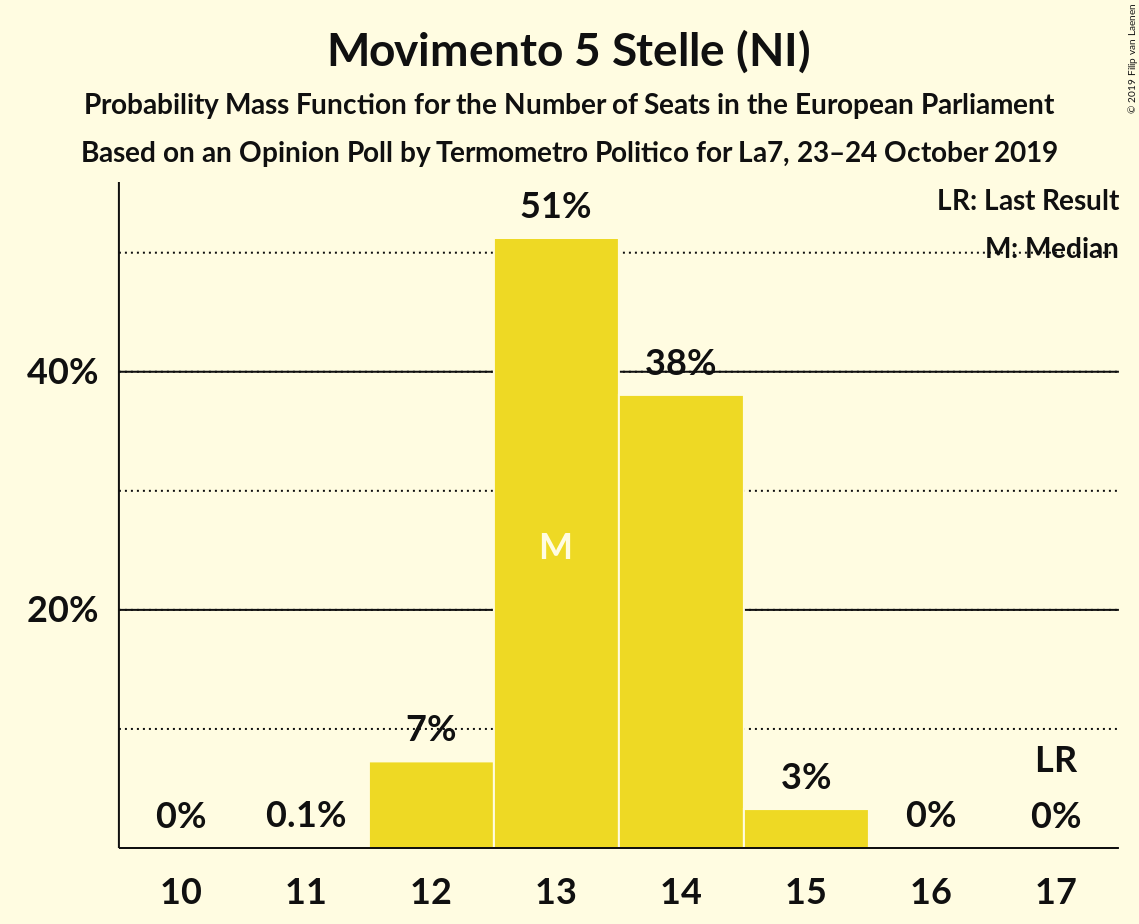 Movimento 5 Stelle (NI)
Probability Mass Function for the Number of Seats in the European Parliament
Based on an Opinion Poll by Termometro Politico for La7, 23–24 October 2019
© 2019 Filip van Laenen
LR: Last Result
M: Median
51%
38%
40%
M
20%
7%
3%
LR
0%
0.1%
0%
0%
10 11 12 13 14 15 16 17